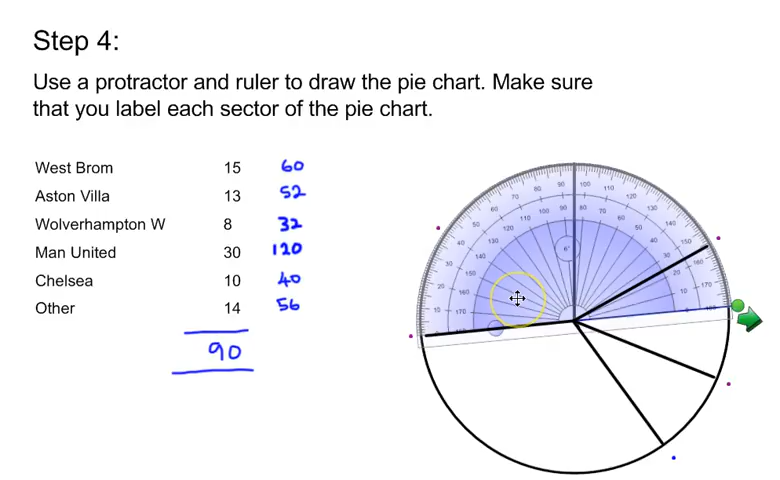 Step 4:
Use a protractor and ruler to draw the pie chart. Make sure
that you label each sector of the pie chart.
West Brom 15 60
Aston Villa 13 52
Wolverhampton W 8 32
Man United 30 120
Chelsea 10 40
Other 14 56
90